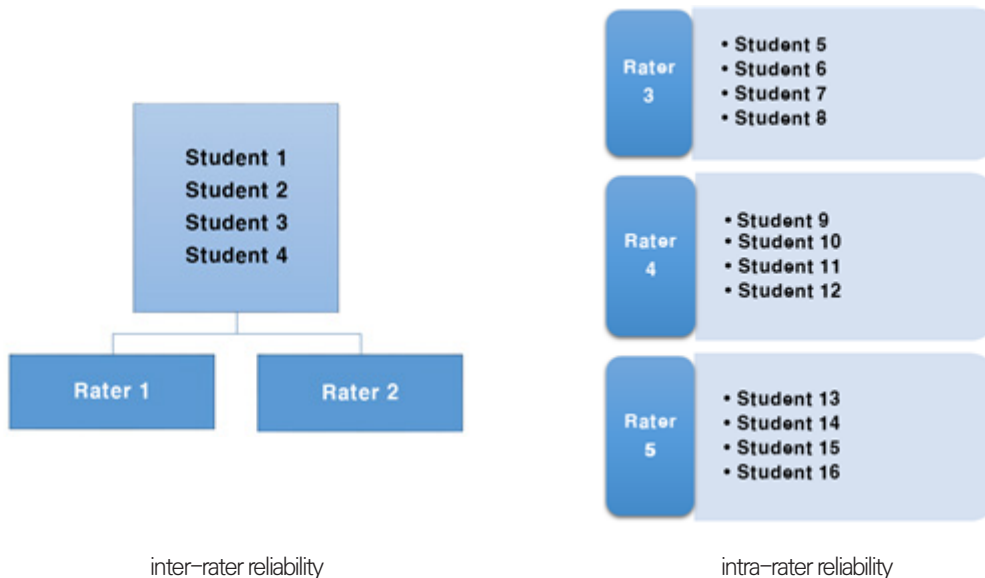 Student 1
Student 2
Student 3
Student 4
Rater 1
Rater 2
inter-rater reliability
Rater
3
• Student 5
• Student 6
• Student 7
• Student 8
Rater
4
• Student 9
• Student 10
• Student 11
• Student 12
Rater
5
• Student 13
• Student 14
• Student 15
• Student 16
intra-rater reliability